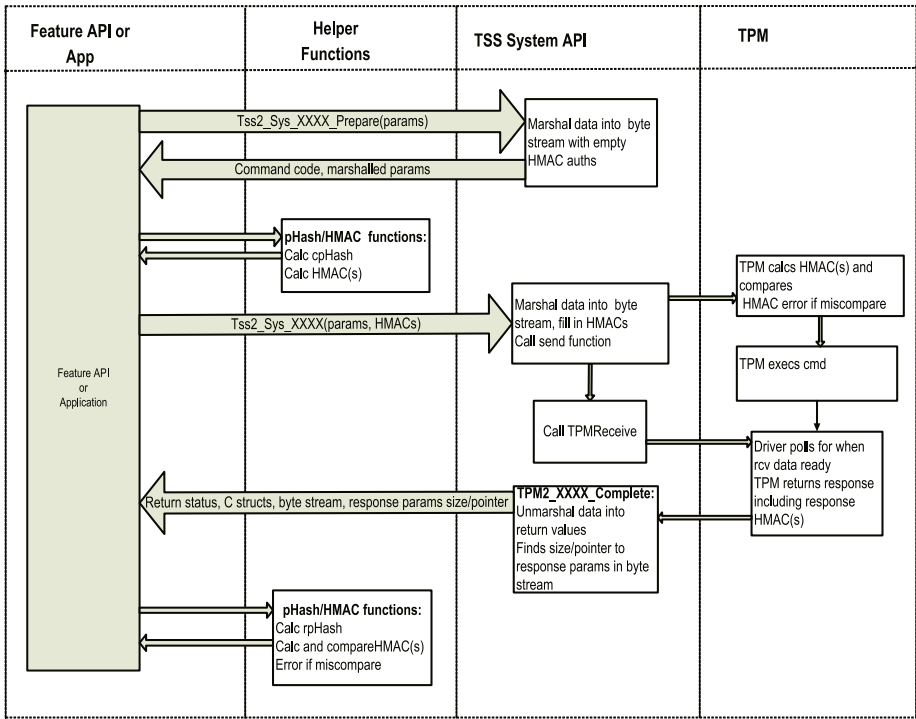 Feature API or
App
Helper
Functions
TSS System API
TPM
Tss2_Sys_XXXX_Prepare(params)
Marshal data into byte
stream with empty
HMAC auths
Command code, marshalled params
pHash/HMAC functions:
Calc cpHash
Calc HMAC(s)
TPM calcs HMAC(s) and
compares
HMAC error if miscompare
Tss2_Sys_XXXX(params, HMACs)
Marshal data into byte
stream, fill in HMACs
Call send function
TPM execs cmd
Feature API
or
Application
Call TPMReceive
Driver polls for when
rcv data ready
TPM returns response
including response
HMAC(s)
Return status, C structs, byte stream, response params size/pointer
TPM2_XXXX_Complete:
Unmarshal data into
return values
Finds size/pointer to
response params in byte
stream
pHash/HMAC functions:
Calc rpHash
Calc and compareHMAC(s)
Error if miscompare